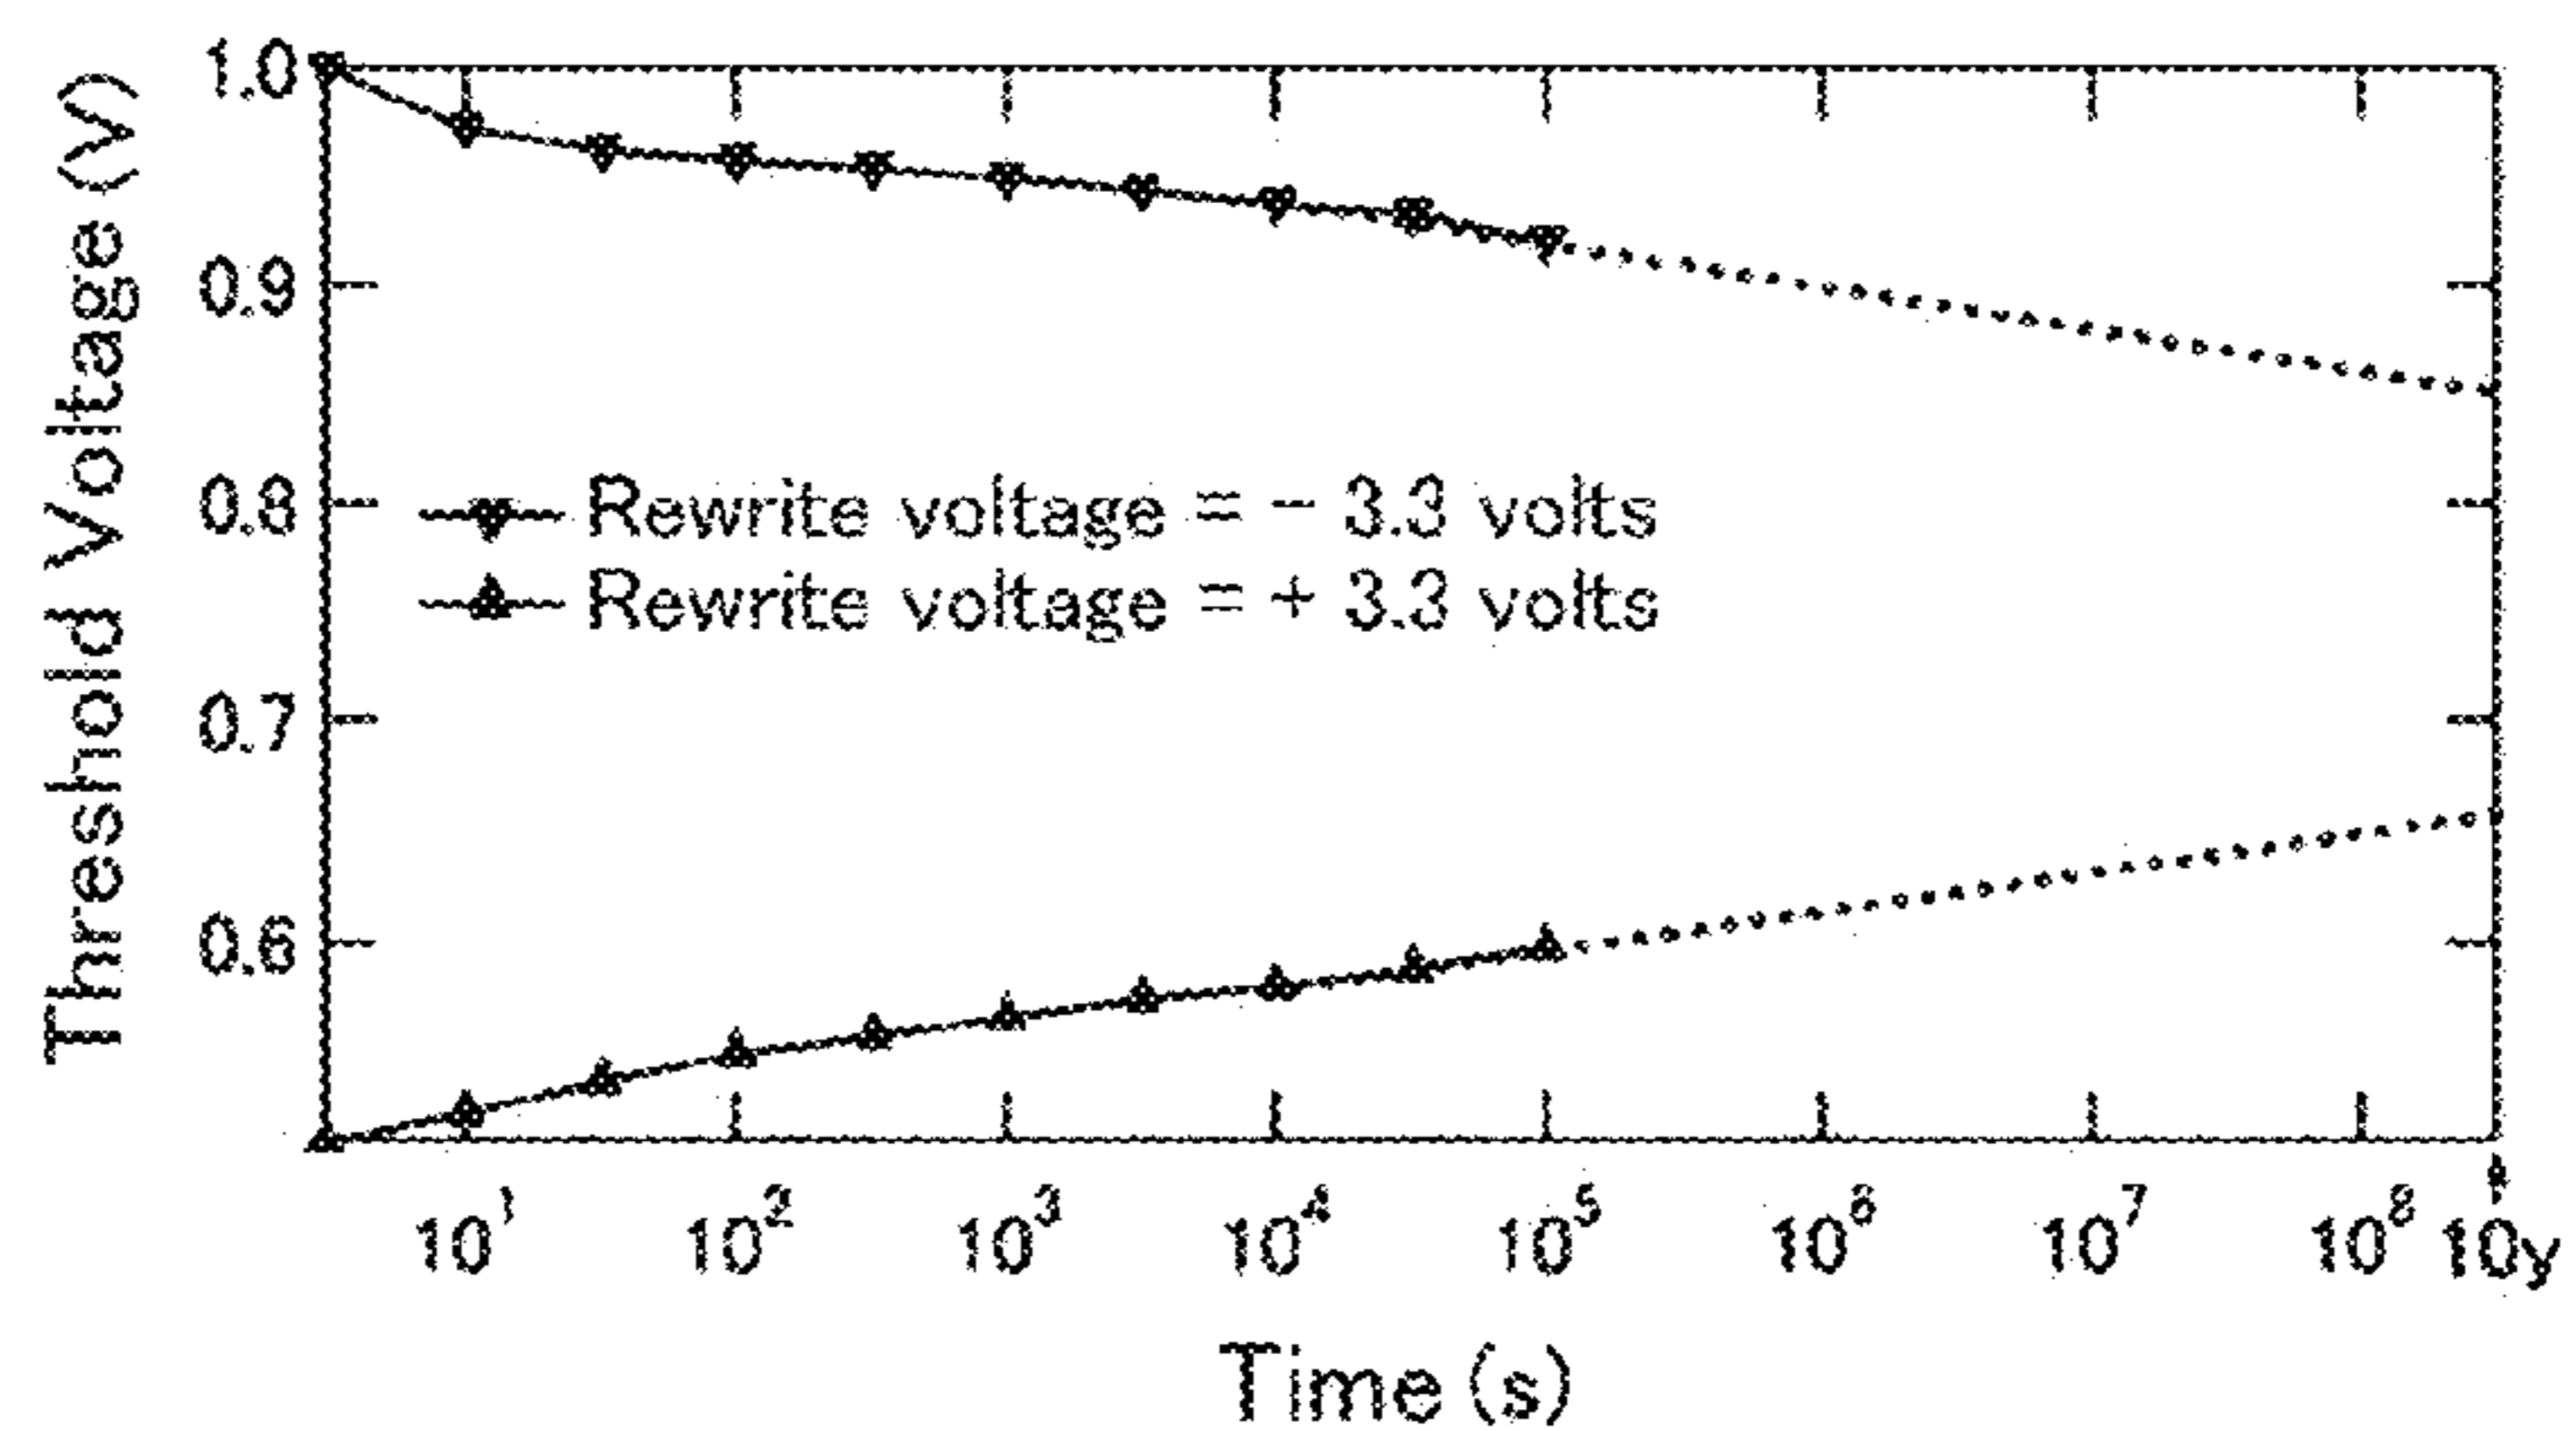 Threshold Voltage (V)
1.0
0.9
0.8
0.7
0.6
Rewrite voltage = - 3.3 volts
Rewrite voltage = + 3.3 volts
10¹ 10² 10³ 10⁴ 10⁵ 10⁶ 10⁷ 10⁸ 10y
Time (s)